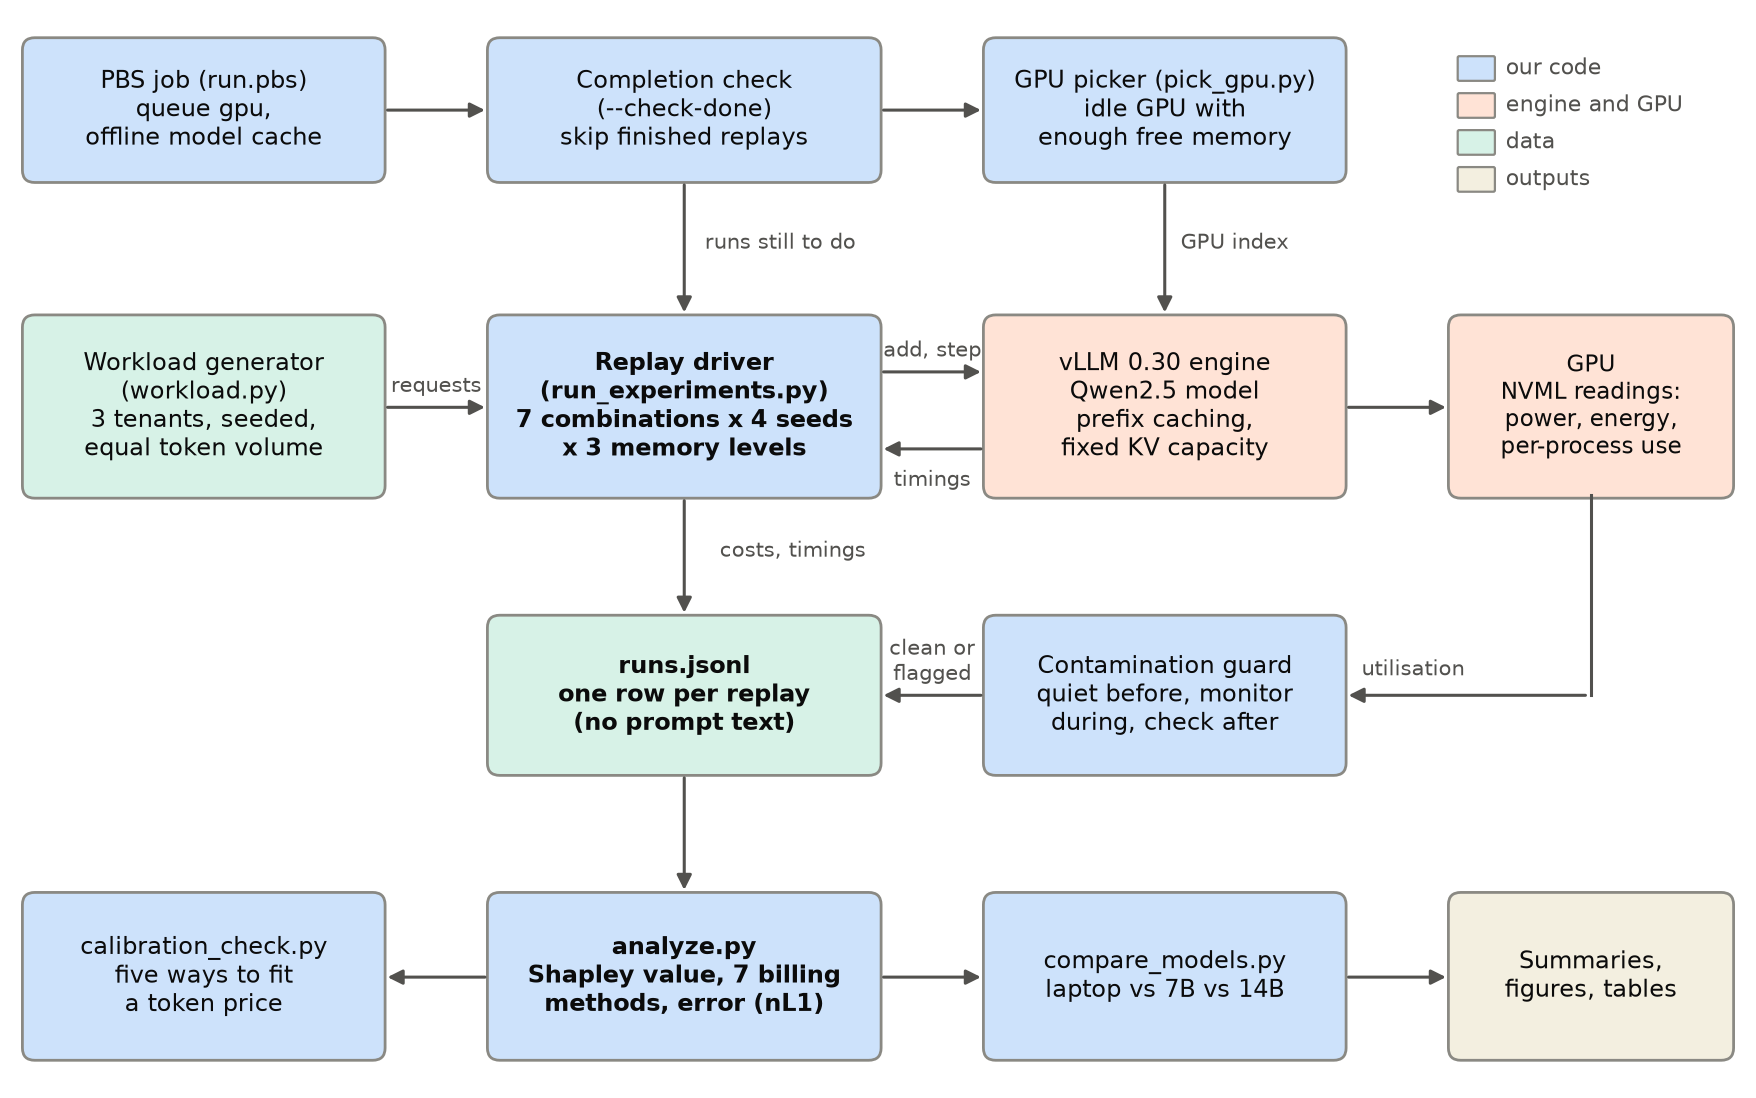 PBS job (run.pbs)
queue gpu,
offline model cache
Completion check
(--check-done)
skip finished replays
GPU picker (pick_gpu.py)
idle GPU with
enough free memory
our code
engine and GPU
data
outputs
runs still to do
GPU index
Workload generator
(workload.py)
3 tenants, seeded,
equal token volume
requests
Replay driver
(run_experiments.py)
7 combinations x 4 seeds
x 3 memory levels
add, step
timings
vLLM 0.30 engine
Qwen2.5 model
prefix caching,
fixed KV capacity
GPU
NVML readings:
power, energy,
per-process use
costs, timings
runs.jsonl
one row per replay
(no prompt text)
clean or
flagged
Contamination guard
quiet before, monitor
during, check after
utilisation
calibration_check.py
five ways to fit
a token price
analyze.py
Shapley value, 7 billing
methods, error (nL1)
compare_models.py
laptop vs 7B vs 14B
Summaries,
figures, tables